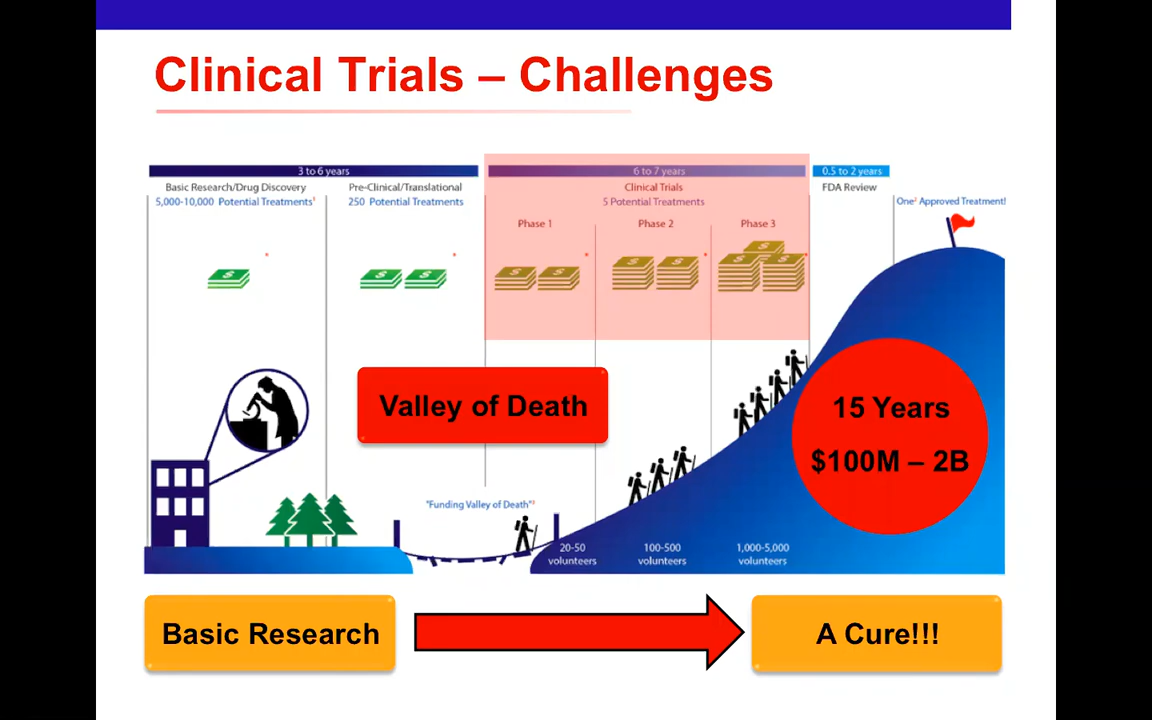 Clinical Trials – Challenges
3 to 6 years
6 to 7 years
0.5 to 2 years
Basic Research/Drug Discovery
5,000-10,000 Potential Treatments¹
Pre-Clinical/Translational
250 Potential Treatments
Clinical Trials
5 Potential Treatments
FDA Review
One² Approved Treatment!
Phase 1
Phase 2
Phase 3
Valley of Death
15 Years
$100M – 2B
"Funding Valley of Death"³
20-50
volunteers
100-500
volunteers
1,000-5,000
volunteers
Basic Research
A Cure!!!